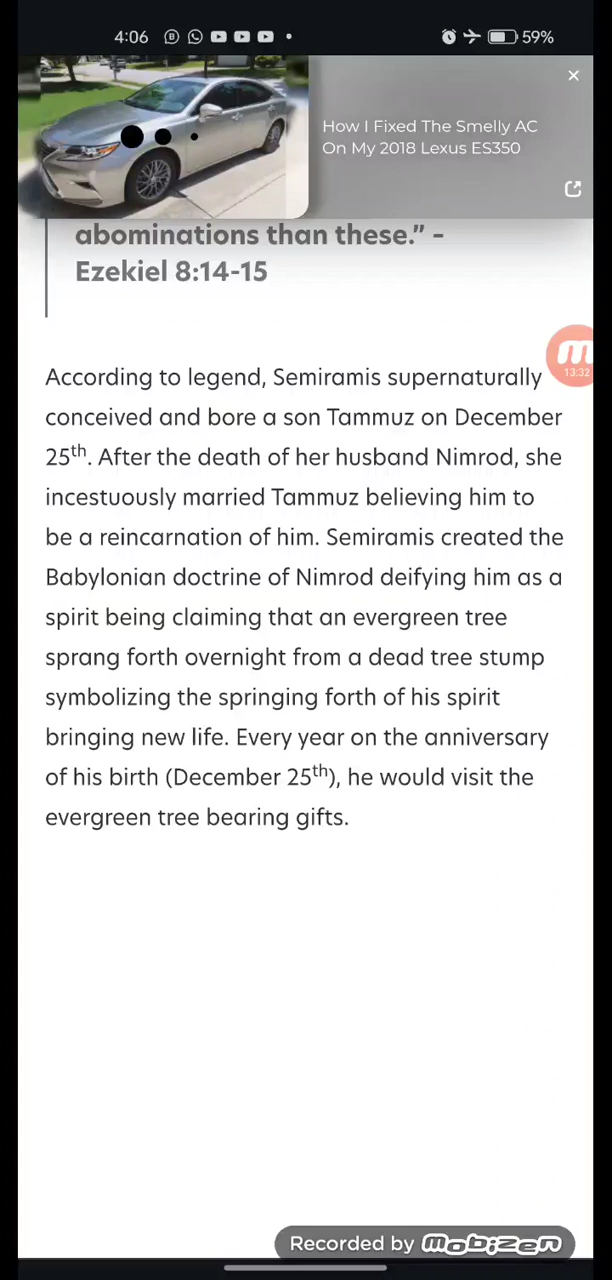 4:06
59%
How I Fixed The Smelly AC
On My 2018 Lexus ES350
abominations than these.” –
Ezekiel 8:14-15
13:32
According to legend, Semiramis supernaturally
conceived and bore a son Tammuz on December
25th. After the death of her husband Nimrod, she
incestuously married Tammuz believing him to
be a reincarnation of him. Semiramis created the
Babylonian doctrine of Nimrod deifying him as a
spirit being claiming that an evergreen tree
sprang forth overnight from a dead tree stump
symbolizing the springing forth of his spirit
bringing new life. Every year on the anniversary
of his birth (December 25th), he would visit the
evergreen tree bearing gifts.
Recorded by mobizen